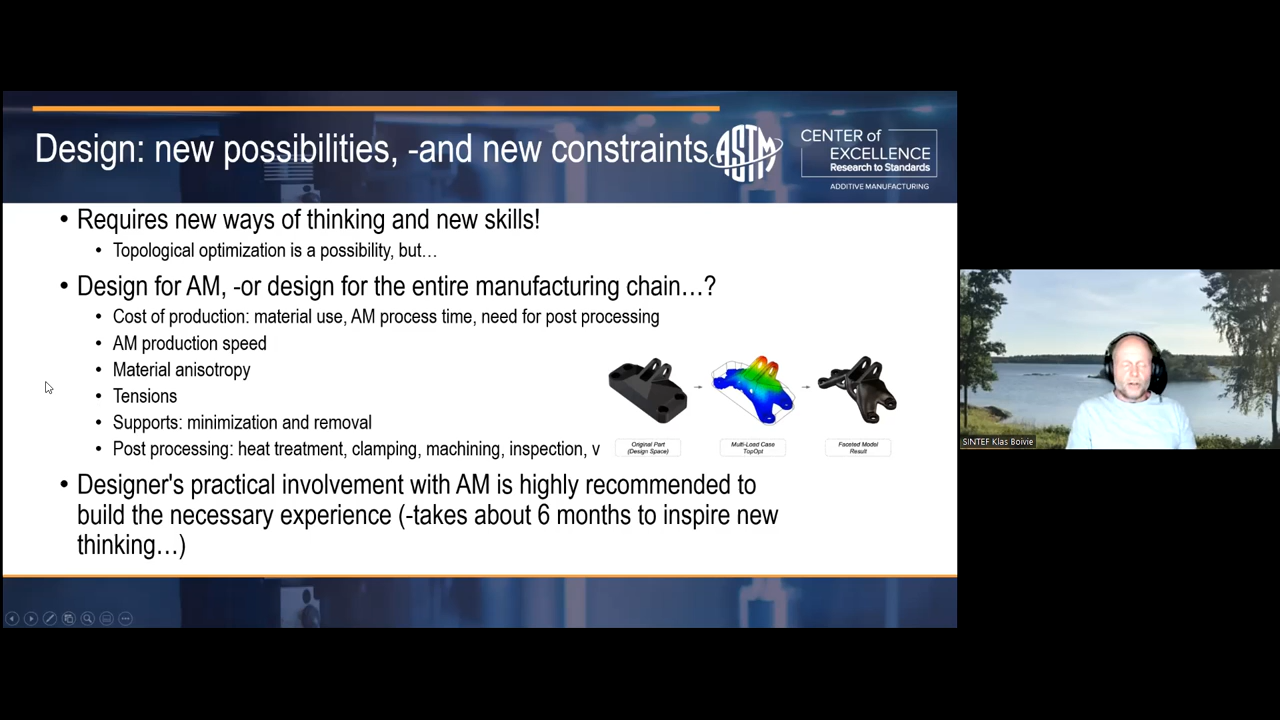 Design: new possibilities, -and new constraints
ASTM
CENTER of
EXCELLENCE
Research to Standards
ADDITIVE MANUFACTURING
• Requires new ways of thinking and new skills!
• Topological optimization is a possibility, but…
• Design for AM, -or design for the entire manufacturing chain…?
• Cost of production: material use, AM process time, need for post processing
• AM production speed
• Material anisotropy
• Tensions
• Supports: minimization and removal
• Post processing: heat treatment, clamping, machining, inspection, v
Original Part
(Design Space)
Multi-Load Case
TopOpt
Faceted Model
Result
• Designer's practical involvement with AM is highly recommended to
build the necessary experience (-takes about 6 months to inspire new
thinking…)
SINTEF Klas Boivie